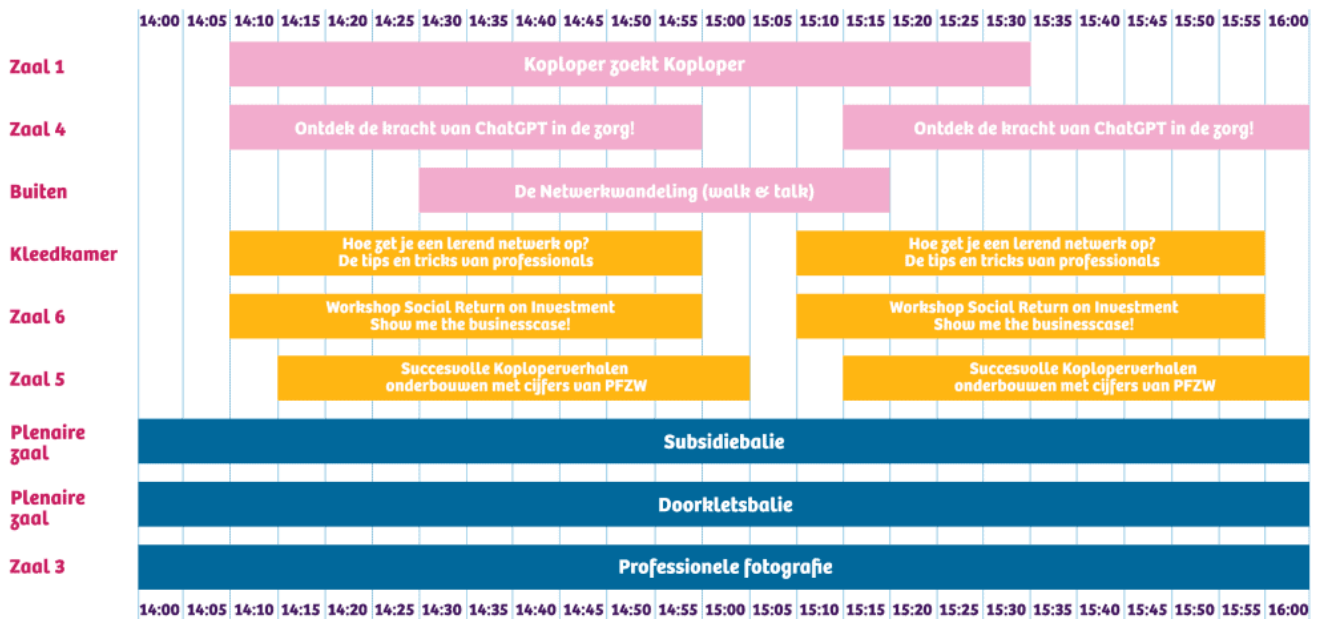 14:00 14:05 14:10 14:15 14:20 14:25 14:30 14:35 14:40 14:45 14:50 14:55 15:00 15:05 15:10 15:15 15:20 15:25 15:30 15:35 15:40 15:45 15:50 15:55 16:00
Zaal 1
Koploper zoekt Koploper
Zaal 4
Ontdek de kracht van ChatGPT in de zorg!
Ontdek de kracht van ChatGPT in de zorg!
Buiten
De Netwerkwandeling (walk & talk)
Kleedkamer
Hoe zet je een lerend netwerk op?
De tips en tricks van professionals
Hoe zet je een lerend netwerk op?
De tips en tricks van professionals
Zaal 6
Workshop Social Return on Investment
Show me the businesscase!
Workshop Social Return on Investment
Show me the businesscase!
Zaal 5
Succesvolle Koploperverhalen
onderbouwen met cijfers van PFZW
Succesvolle Koploperverhalen
onderbouwen met cijfers van PFZW
Plenaire
zaal
Subsidiebalie
Plenaire
zaal
Doorkletsbalie
Zaal 3
Professionele fotografie
14:00 14:05 14:10 14:15 14:20 14:25 14:30 14:35 14:40 14:45 14:50 14:55 15:00 15:05 15:10 15:15 15:20 15:25 15:30 15:35 15:40 15:45 15:50 15:55 16:00